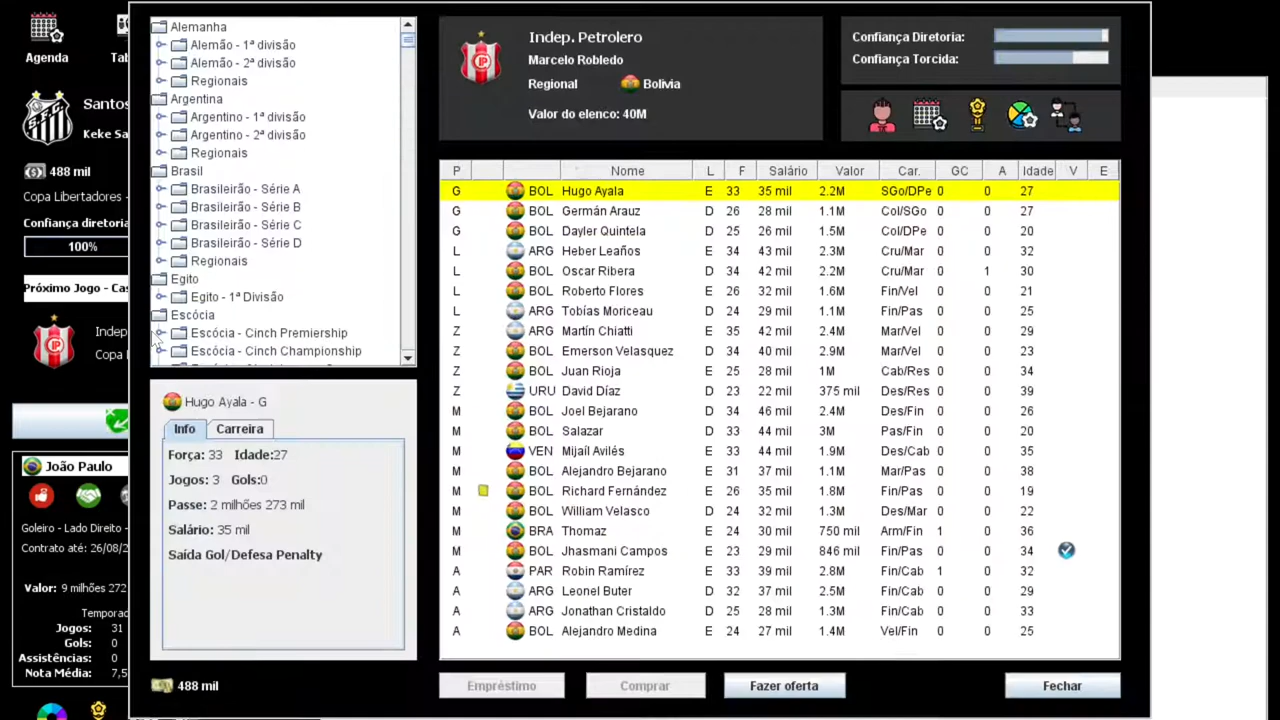 Agenda
Tab
Santos
Keke Sa
488 mil
Copa Libertadores -
Confiança diretoria
100%
Próximo Jogo - Cas
IP
Indep
Copa
João Paulo
Goleiro - Lado Direito -
Contrato até: 26/08/2
Valor: 9 milhões 272
Temporad
Jogos: 31
Gols: 0
Assistências: 0
Nota Média: 7,5
Alemanha
Alemão - 1ª divisão
Alemão - 2ª divisão
Regionais
Argentina
Argentino - 1ª divisão
Argentino - 2ª divisão
Regionais
Brasil
Brasileirão - Série A
Brasileirão - Série B
Brasileirão - Série C
Brasileirão - Série D
Regionais
Egito
Egito - 1ª Divisão
Escócia
Escócia - Cinch Premiership
Escócia - Cinch Championship
Hugo Ayala - G
Info Carreira
Força: 33 Idade:27
Jogos: 3 Gols:0
Passe: 2 milhões 273 mil
Salário: 35 mil
Saída Gol/Defesa Penalty
488 mil
IP
Indep. Petrolero
Marcelo Robledo
Regional Bolívia
Valor do elenco: 40M
Confiança Diretoria:
Confiança Torcida:
P Nome L F Salário Valor Car. GC A Idade V E
G BOL Hugo Ayala E 33 35 mil 2.2M SGo/DPe 0 0 27
G BOL Germán Arauz D 26 28 mil 1.1M Col/SGo 0 0 27
G BOL Dayler Quintela D 25 26 mil 1.5M Col/DPe 0 0 20
L ARG Heber Leaños E 34 43 mil 2.3M Cru/Mar 0 0 32
L BOL Oscar Ribera D 34 42 mil 2.2M Cru/Mar 0 1 30
L BOL Roberto Flores E 26 32 mil 1.6M Fin/Vel 0 0 21
L ARG Tobías Moriceau D 24 29 mil 1.1M Fin/Pas 0 0 25
Z ARG Martín Chiatti E 35 42 mil 2.4M Mar/Vel 0 0 29
Z BOL Emerson Velasquez D 34 40 mil 2.9M Mar/Vel 0 0 23
Z BOL Juan Rioja E 25 28 mil 1M Cab/Res 0 0 34
Z URU David Díaz D 23 22 mil 375 mil Des/Res 0 0 39
M BOL Joel Bejarano D 34 46 mil 2.4M Des/Fin 0 0 26
M BOL Salazar D 33 44 mil 3M Pas/Fin 0 0 20
M VEN Mijaíl Avilés E 33 44 mil 1.9M Des/Cab 0 0 35
M BOL Alejandro Bejarano E 31 37 mil 1.1M Mar/Pas 0 0 38
M BOL Richard Fernández E 26 35 mil 1.8M Fin/Pas 0 0 19
M BOL William Velasco D 24 32 mil 1.3M Des/Mar 0 0 22
M BRA Thomaz E 24 30 mil 750 mil Arm/Fin 1 0 36
M BOL Jhasmani Campos E 23 29 mil 846 mil Fin/Pas 0 0 34
A PAR Robin Ramírez E 33 39 mil 2.8M Fin/Cab 1 0 32
A ARG Leonel Buter D 32 37 mil 2.5M Fin/Cab 0 0 29
A ARG Jonathan Cristaldo D 25 28 mil 1.3M Fin/Cab 0 0 33
A BOL Alejandro Medina E 24 27 mil 1.4M Vel/Fin 0 0 25
Empréstimo Comprar Fazer oferta Fechar